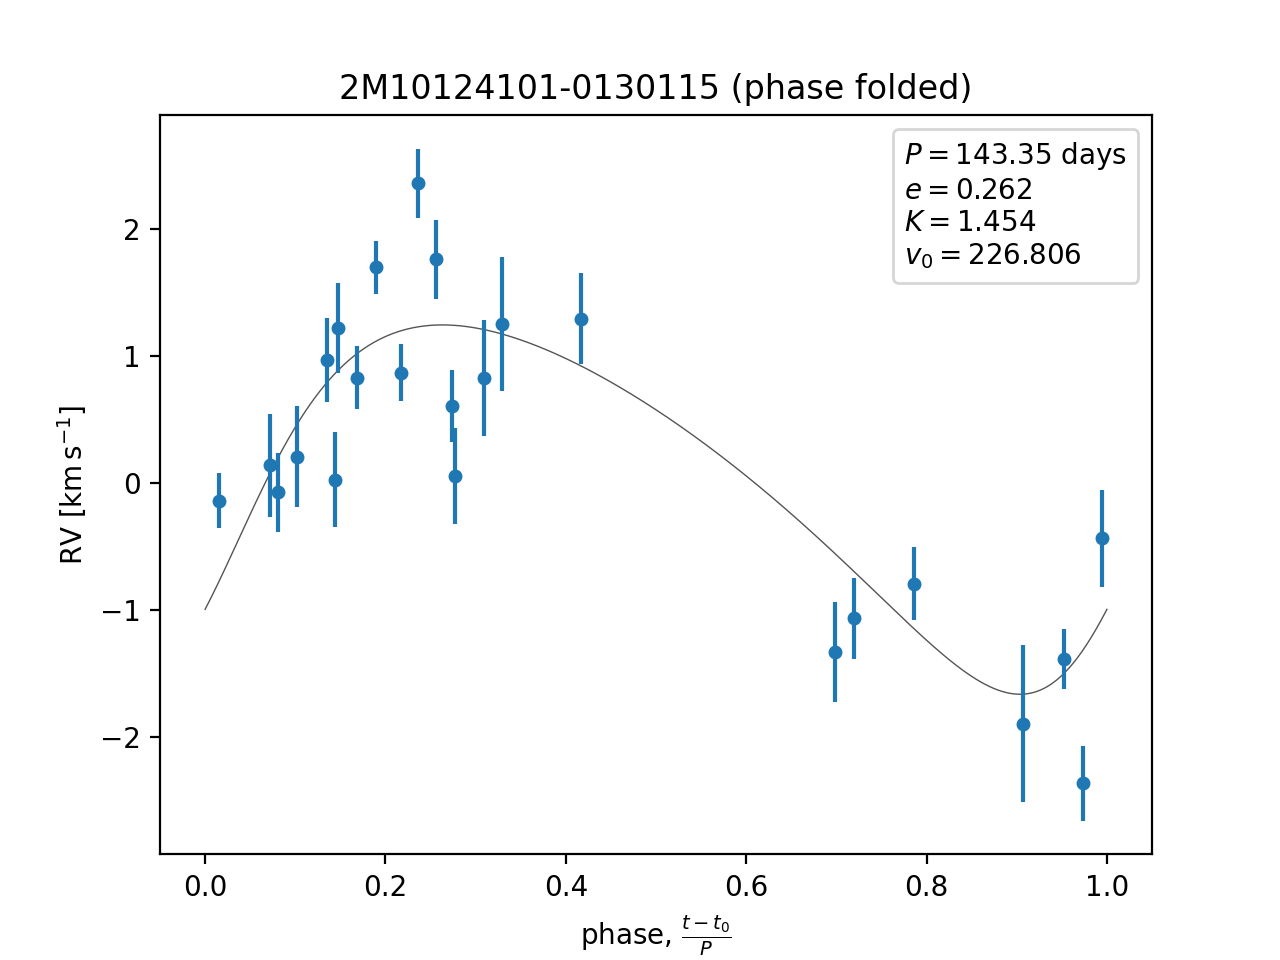 2M10124101-0130115 (phase folded)
P = 143.35 days
e = 0.262
K = 1.454
v₀ = 226.806
RV [km s⁻¹]
2
1
0
−1
−2
0.0 0.2 0.4 0.6 0.8 1.0
phase, (t − t₀)/P